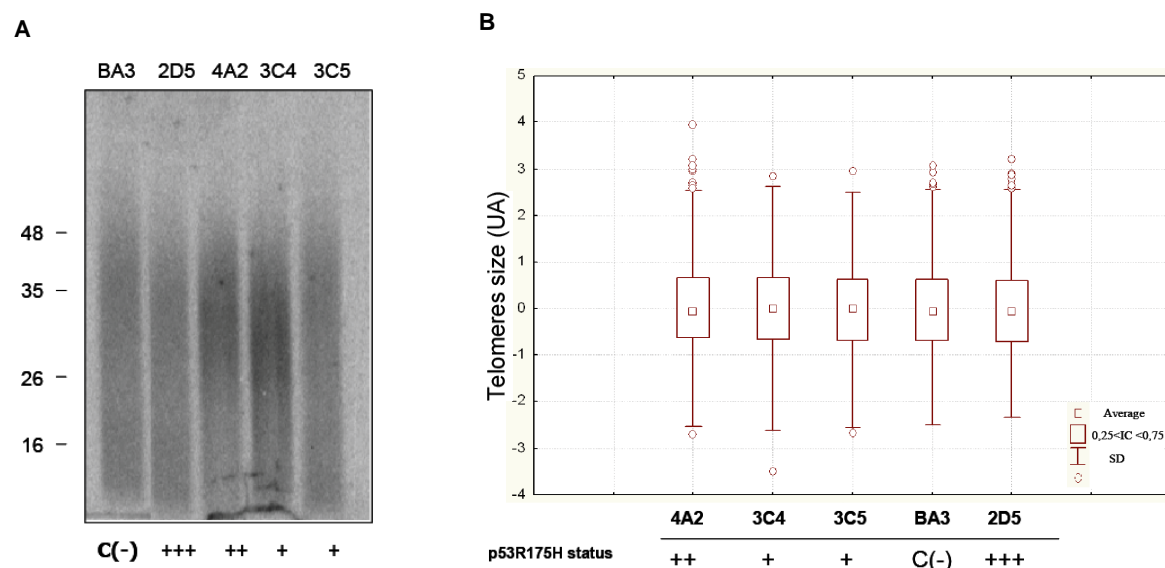 A
BA3 2D5 4A2 3C4 3C5
48 –
35 –
26 –
16 –
C(-) +++ ++ + +
B
Telomeres size (UA)
5
4
3
2
1
0
-1
-2
-3
-4
Average
0,25<IC <0,75
SD
4A2 3C4 3C5 BA3 2D5
p53R175H status ++ + + C(-) +++